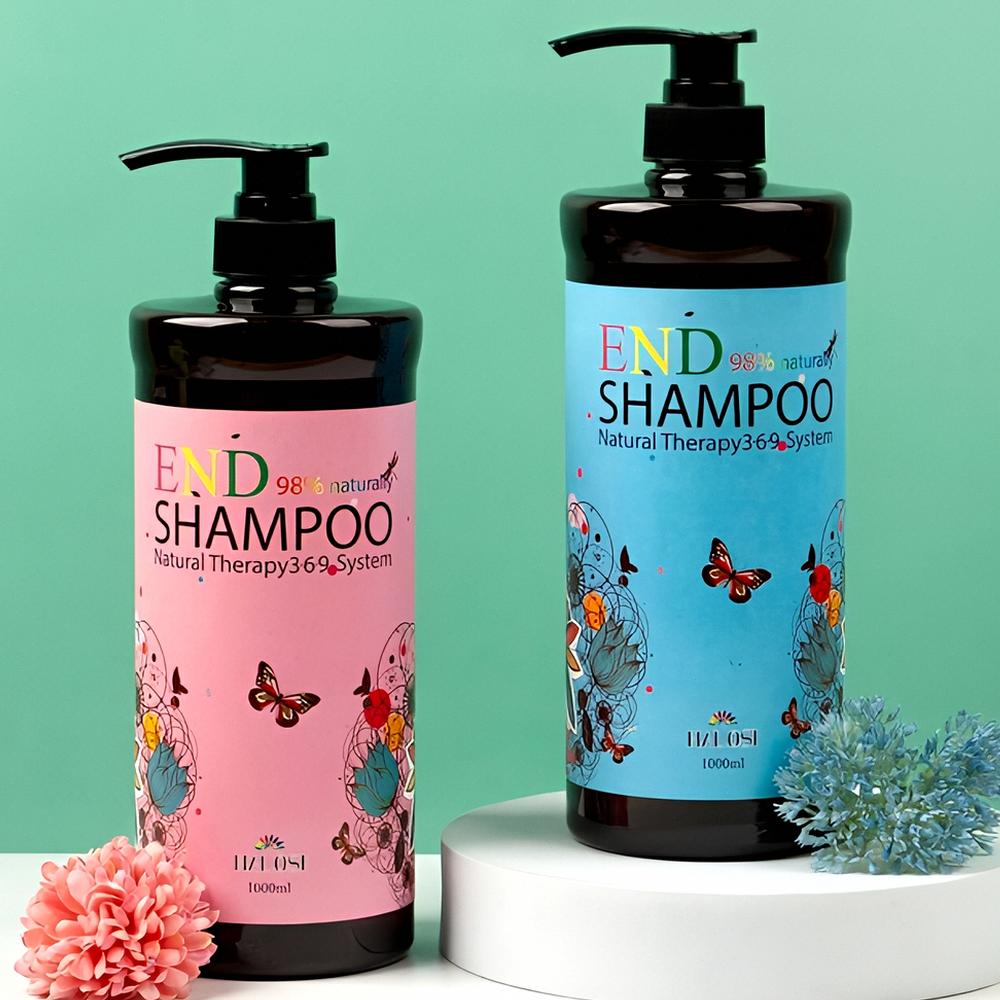 END 98% naturally
SHAMPOO
Natural Therapy3·6·9 System
1000ml
END 98% naturally
SHAMPOO
Natural Therapy3·6·9 System
1000ml